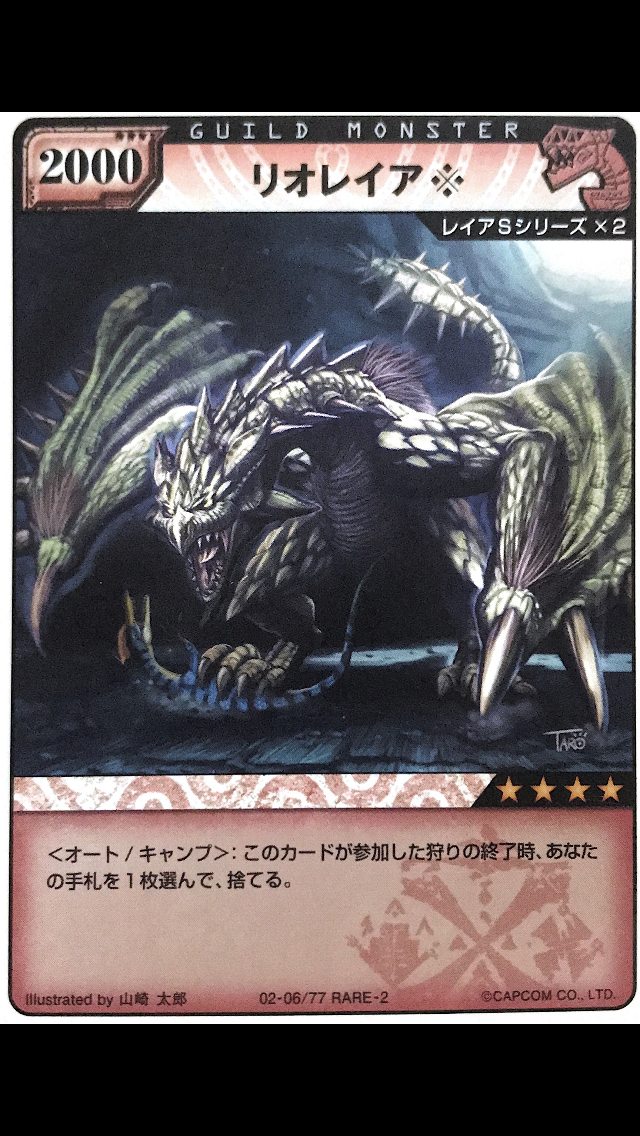 GUILD MONSTER
2000
リオレイア※
レイアSシリーズ×2
TARO
★★★★
<オート / キャンプ>：このカードが参加した狩りの終了時、あなた
の手札を1枚選んで、捨てる。
Illustrated by 山崎 太郎 02-06/77 RARE-2 ©CAPCOM CO., LTD.